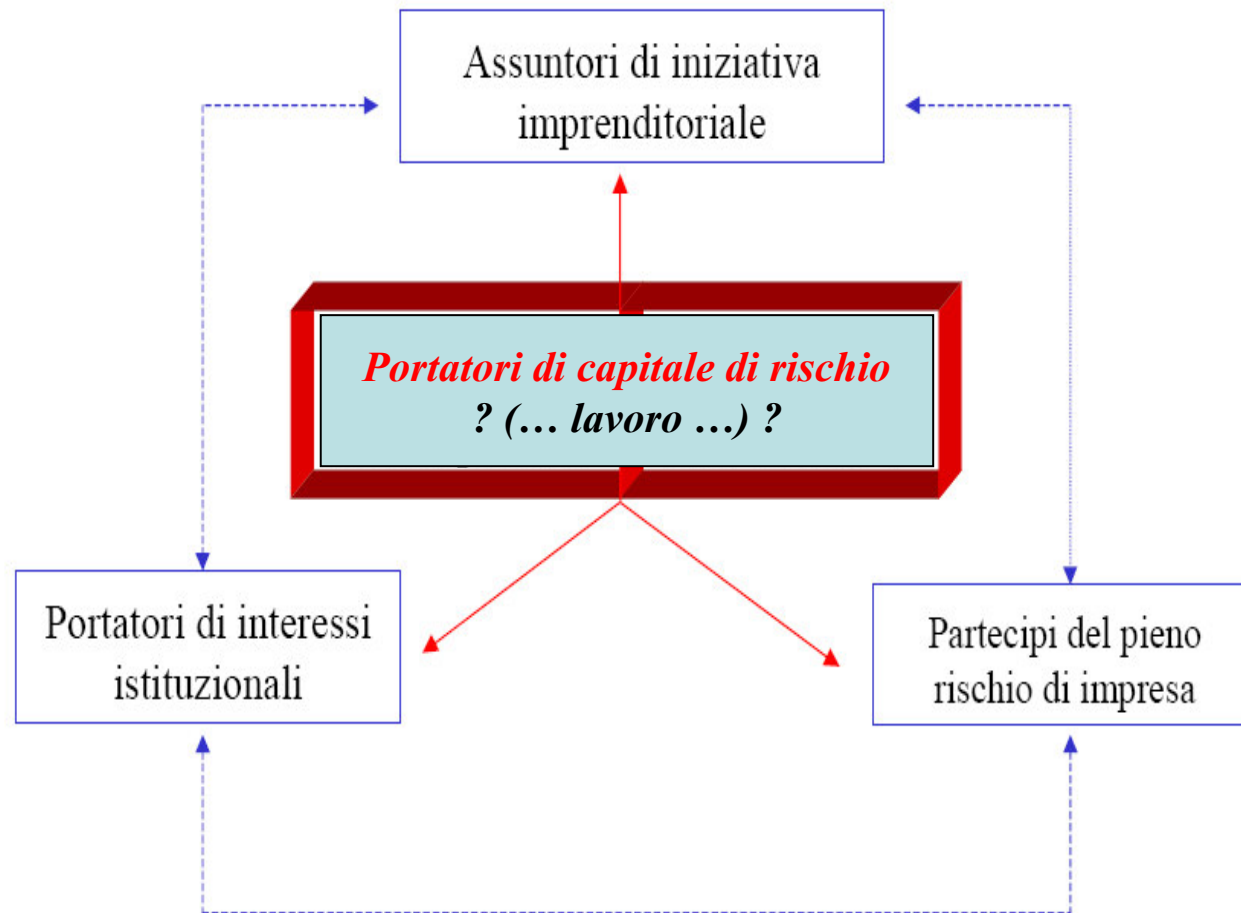 Assuntori di iniziativa
imprenditoriale
Portatori di capitale di rischio
? (... lavoro ...) ?
Portatori di interessi
istituzionali
Partecipi del pieno
rischio di impresa